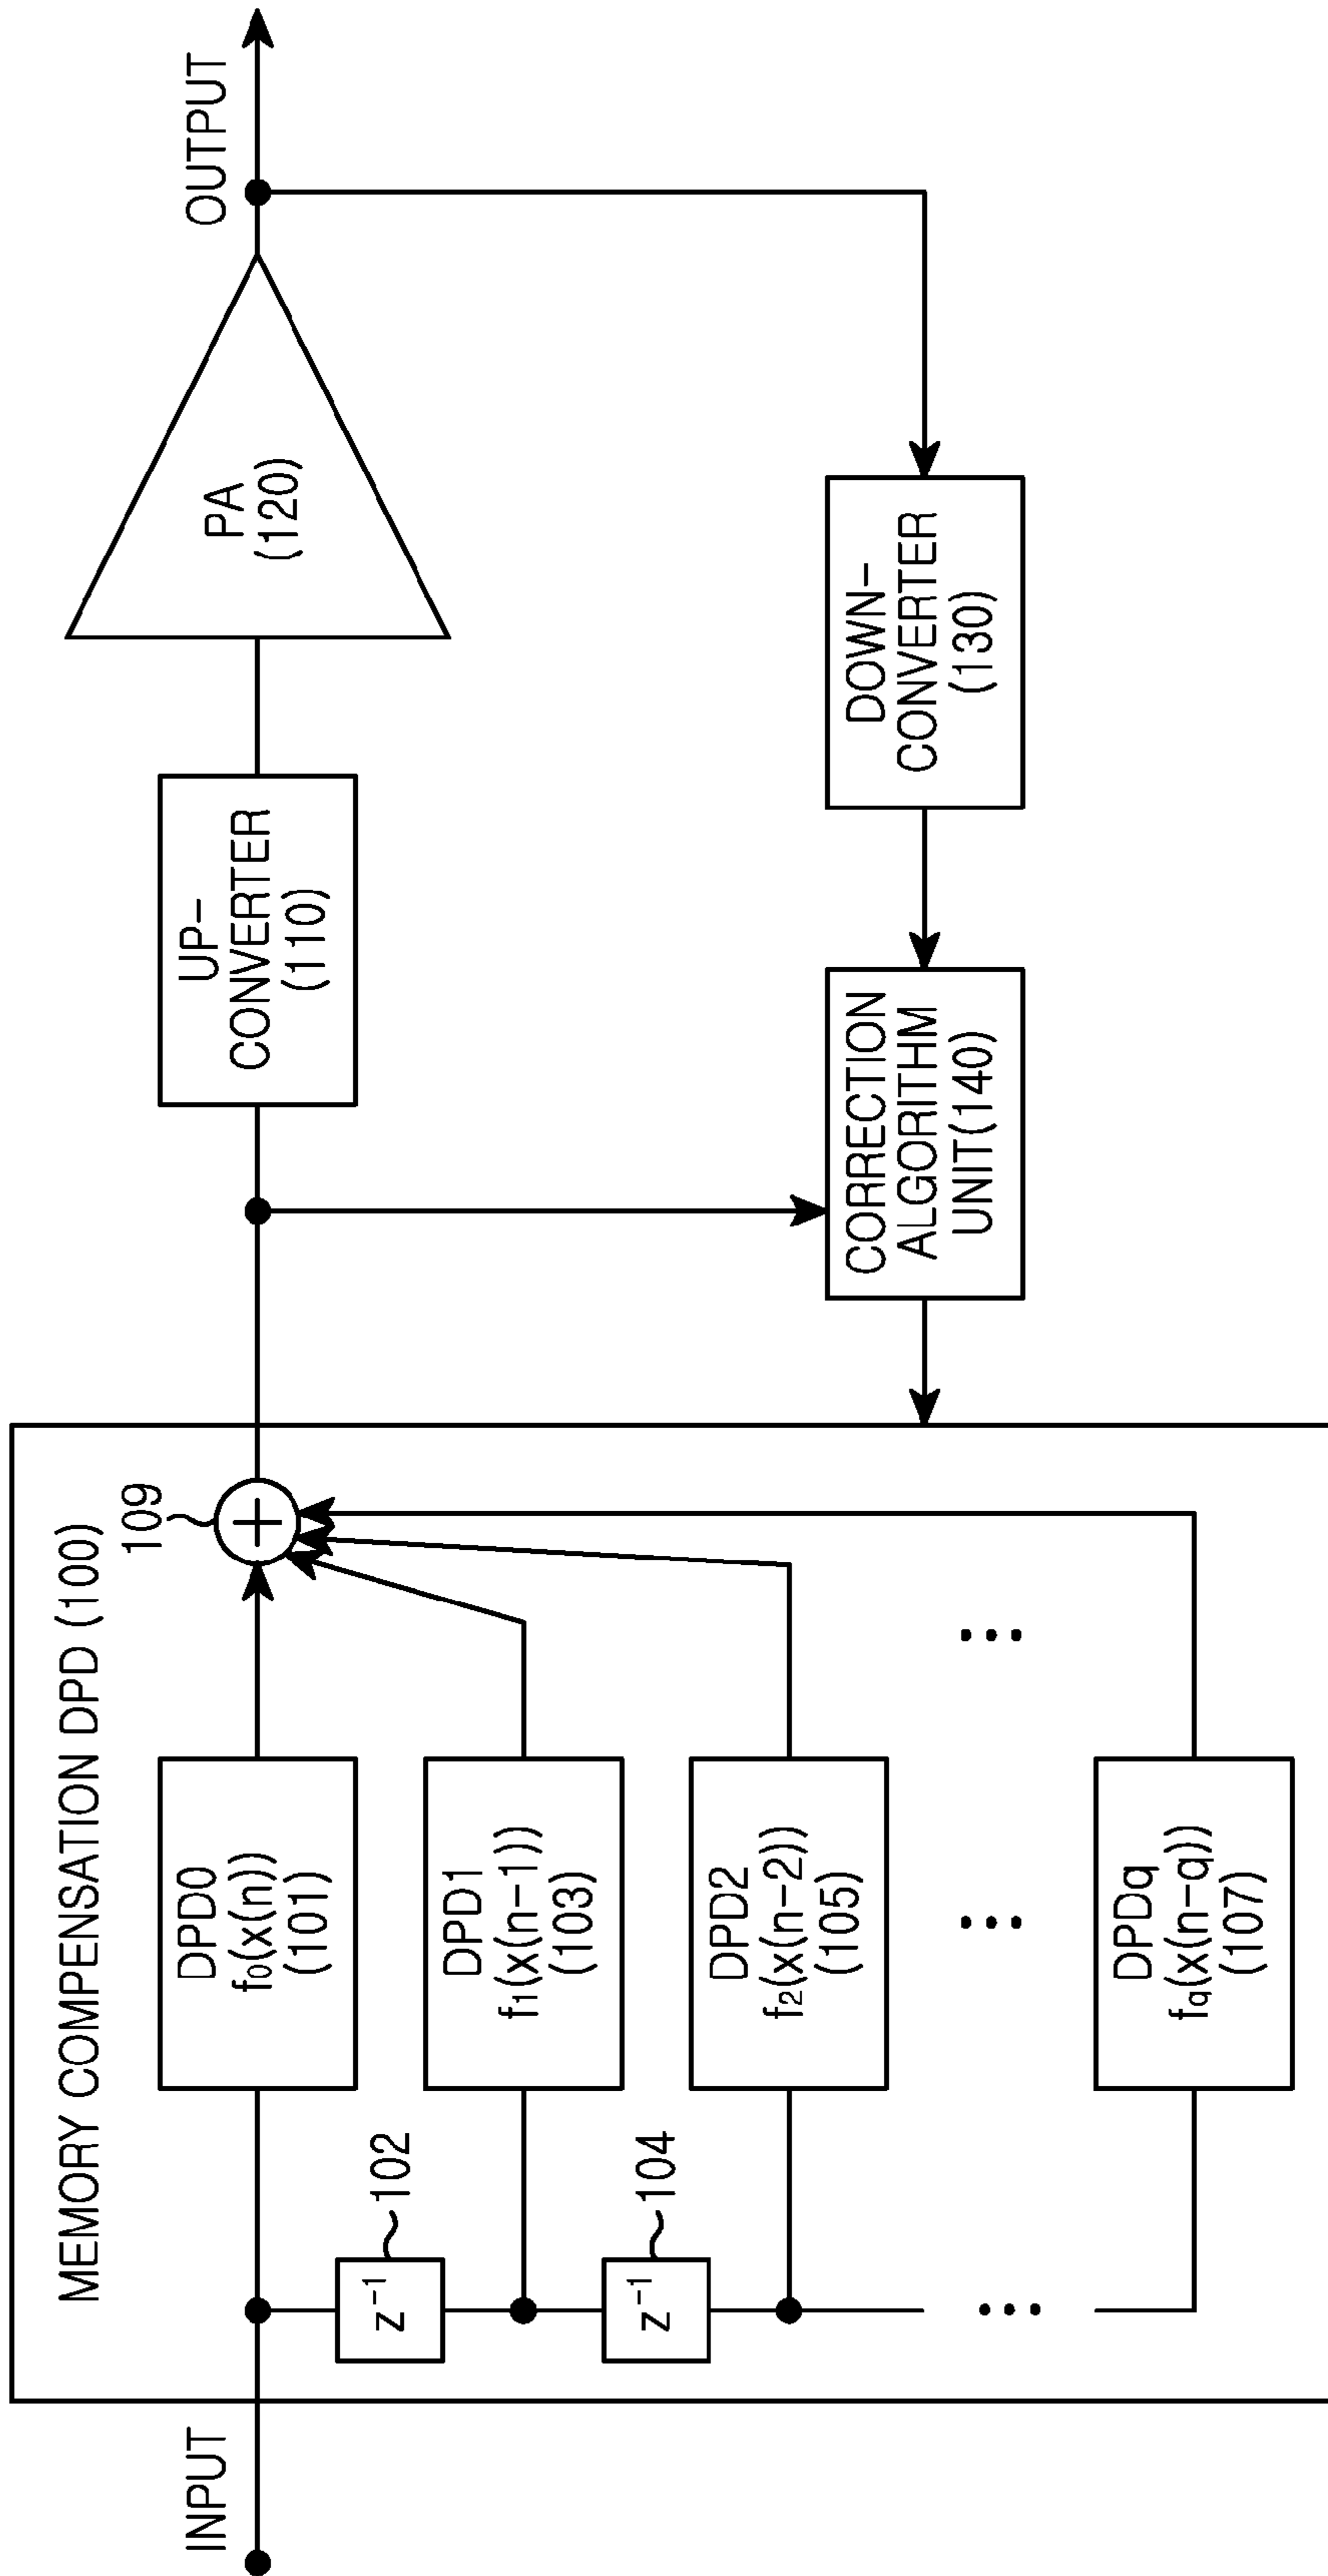 MEMORY COMPENSATION DPD (100)
INPUT
DPD0
f₀(x(n))
(101)
109
z⁻¹
102
DPD1
f₁(x(n-1)))
(103)
z⁻¹
104
DPD2
f₂(x(n-2)))
(105)
DPDq
f_q(x(n-q))
(107)
UP-
CONVERTER
(110)
PA
(120)
OUTPUT
CORRECTION
ALGORITHM
UNIT(140)
DOWN-
CONVERTER
(130)